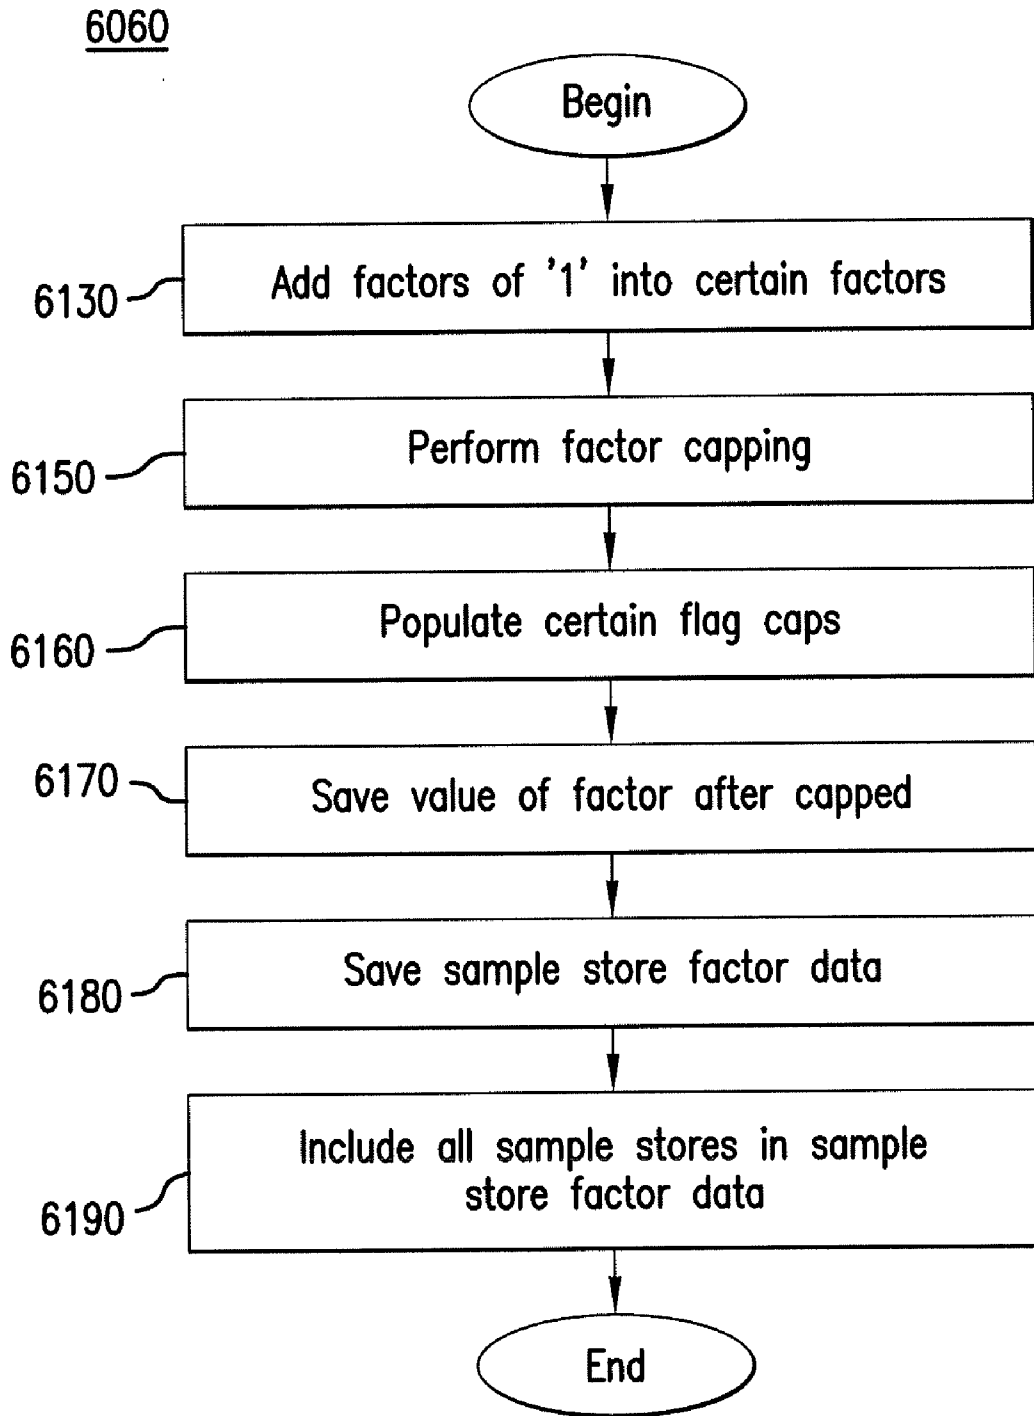 6060
Begin
6130
Add factors of '1' into certain factors
6150
Perform factor capping
6160
Populate certain flag caps
6170
Save value of factor after capped
6180
Save sample store factor data
6190
Include all sample stores in sample
store factor data
End